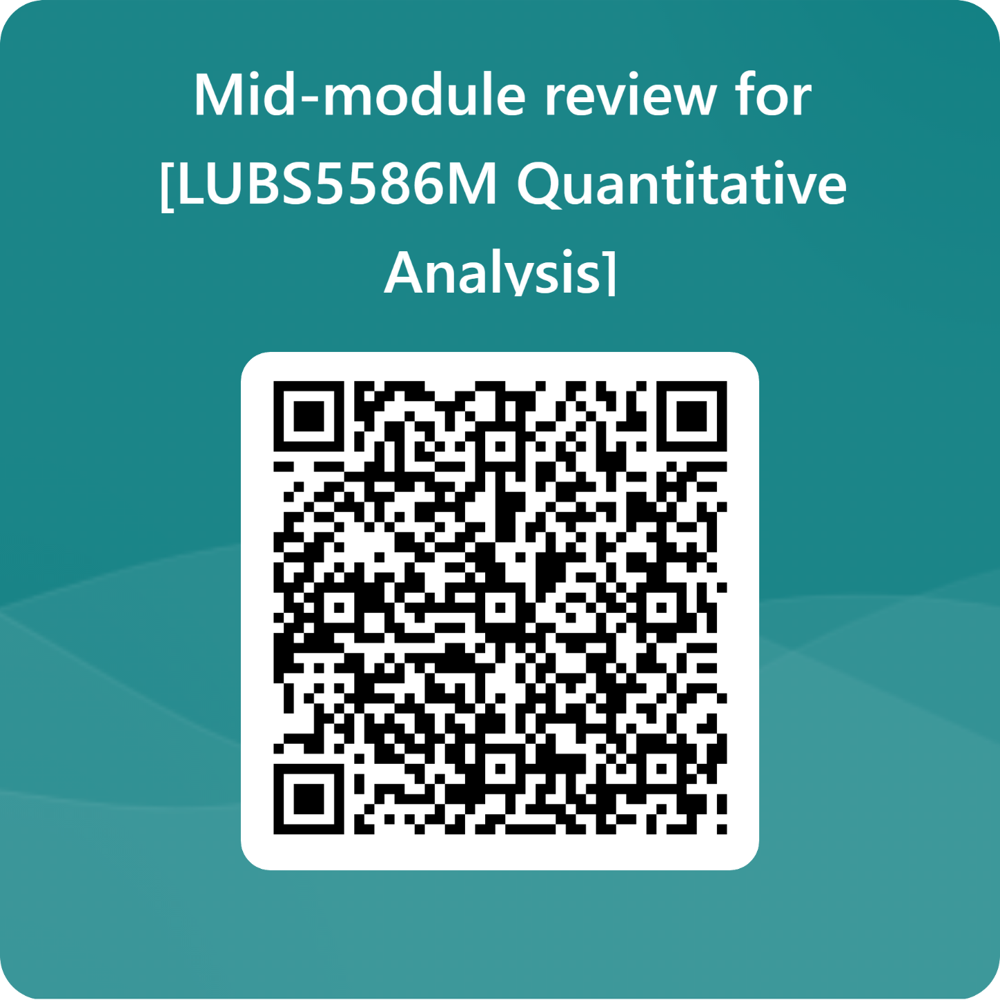 Mid-module review for
[LUBS5586M Quantitative
Analysis]